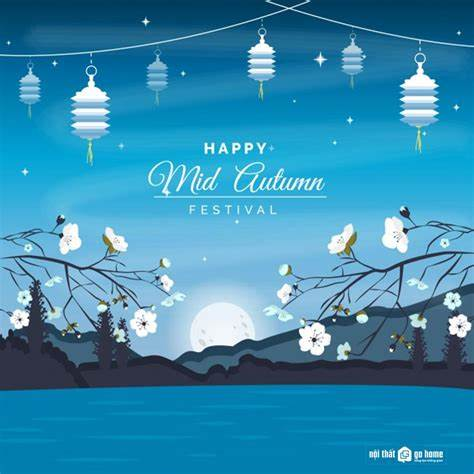 HAPPY
Mid Autumn
FESTIVAL
nội thất go home